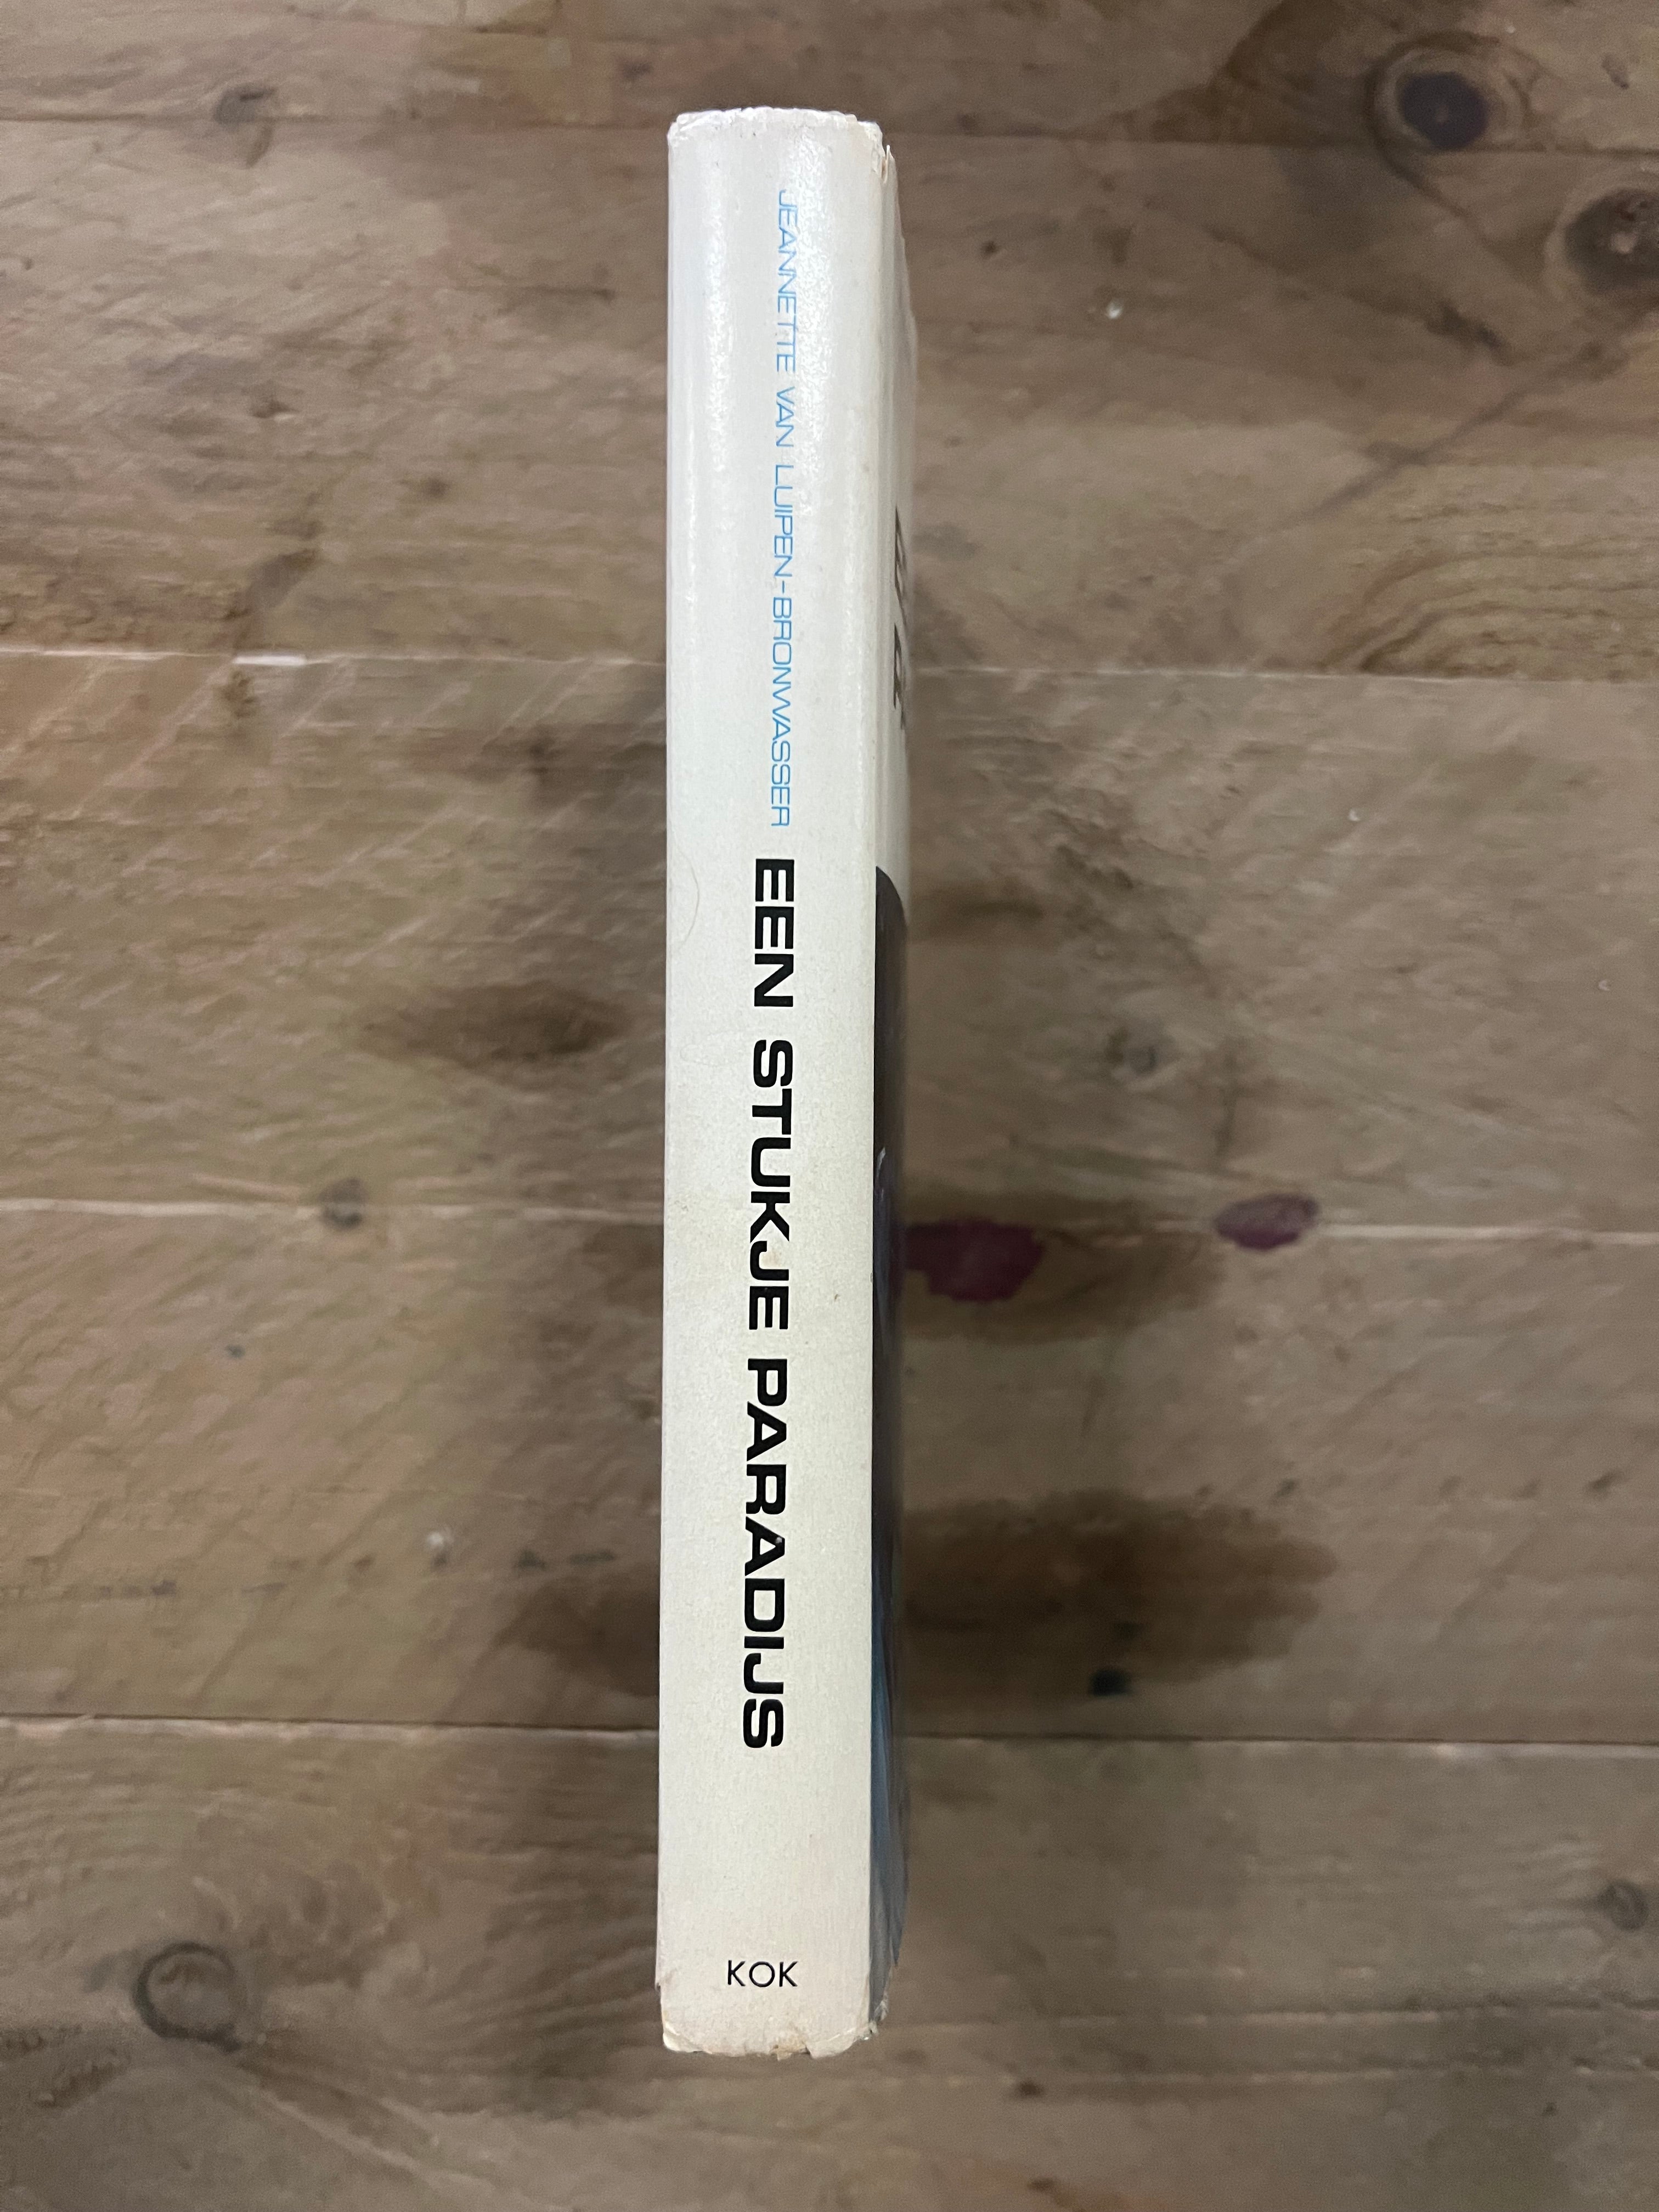 JEANNETTE VAN LUIPEN-BRONWASSER
EEN STUKJE PARADIJS
KOK